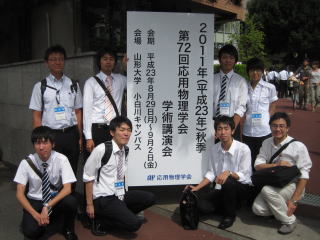 2011年(平成23年)秋季
第72回応用物理学会
学術講演会
会期 平成23年8月29日(月)～9月2日(金)
会場 山形大学 小白川キャンパス
応用物理学会